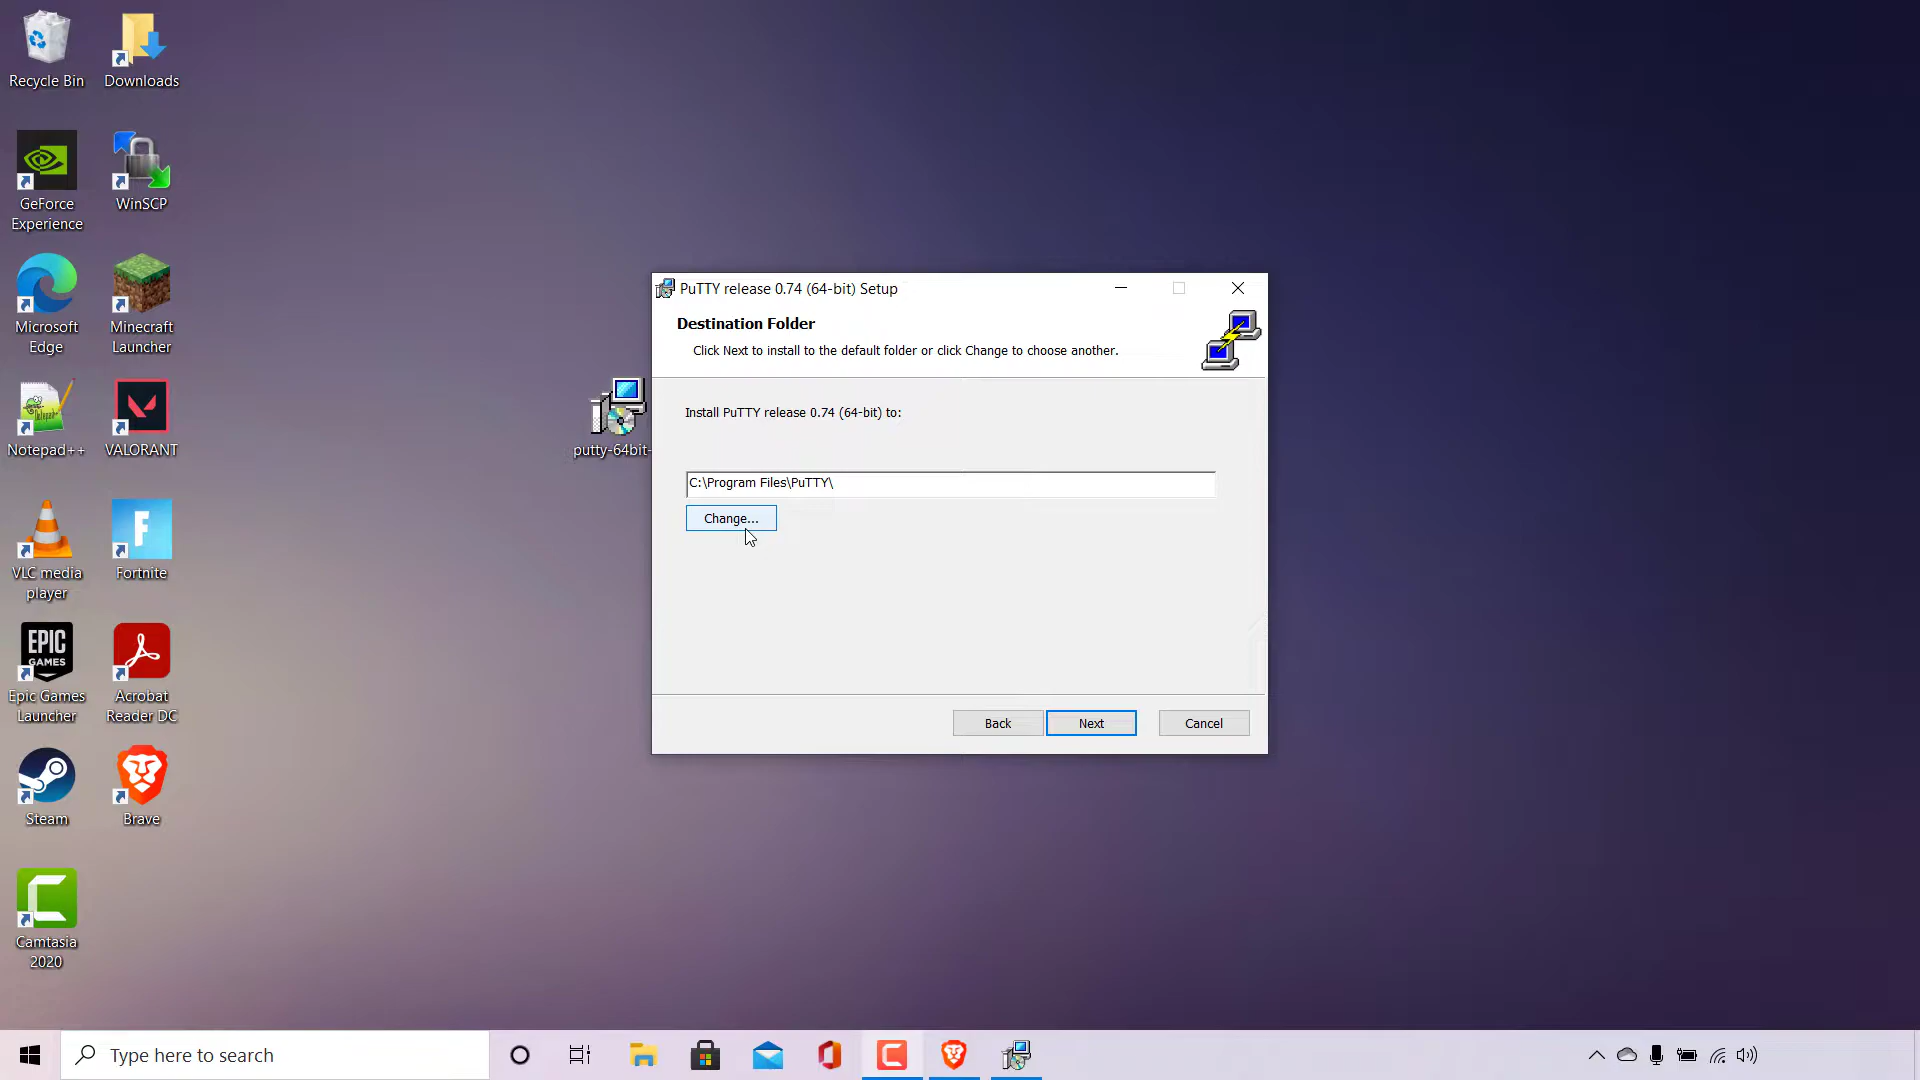 Recycle Bin
Downloads
GeForce
Experience
WinSCP
Microsoft
Edge
Minecraft
Launcher
Notepad++
VALORANT
VLC media
player
Fortnite
EPIC
GAMES
Epic Games
Launcher
Acrobat
Reader DC
Steam
Brave
Camtasia
2020
putty-64bit-
PuTTY release 0.74 (64-bit) Setup
Destination Folder
Click Next to install to the default folder or click Change to choose another.
Install PuTTY release 0.74 (64-bit) to:
C:\Program Files\PuTTY\
Change...
Back
Next
Cancel
Type here to search